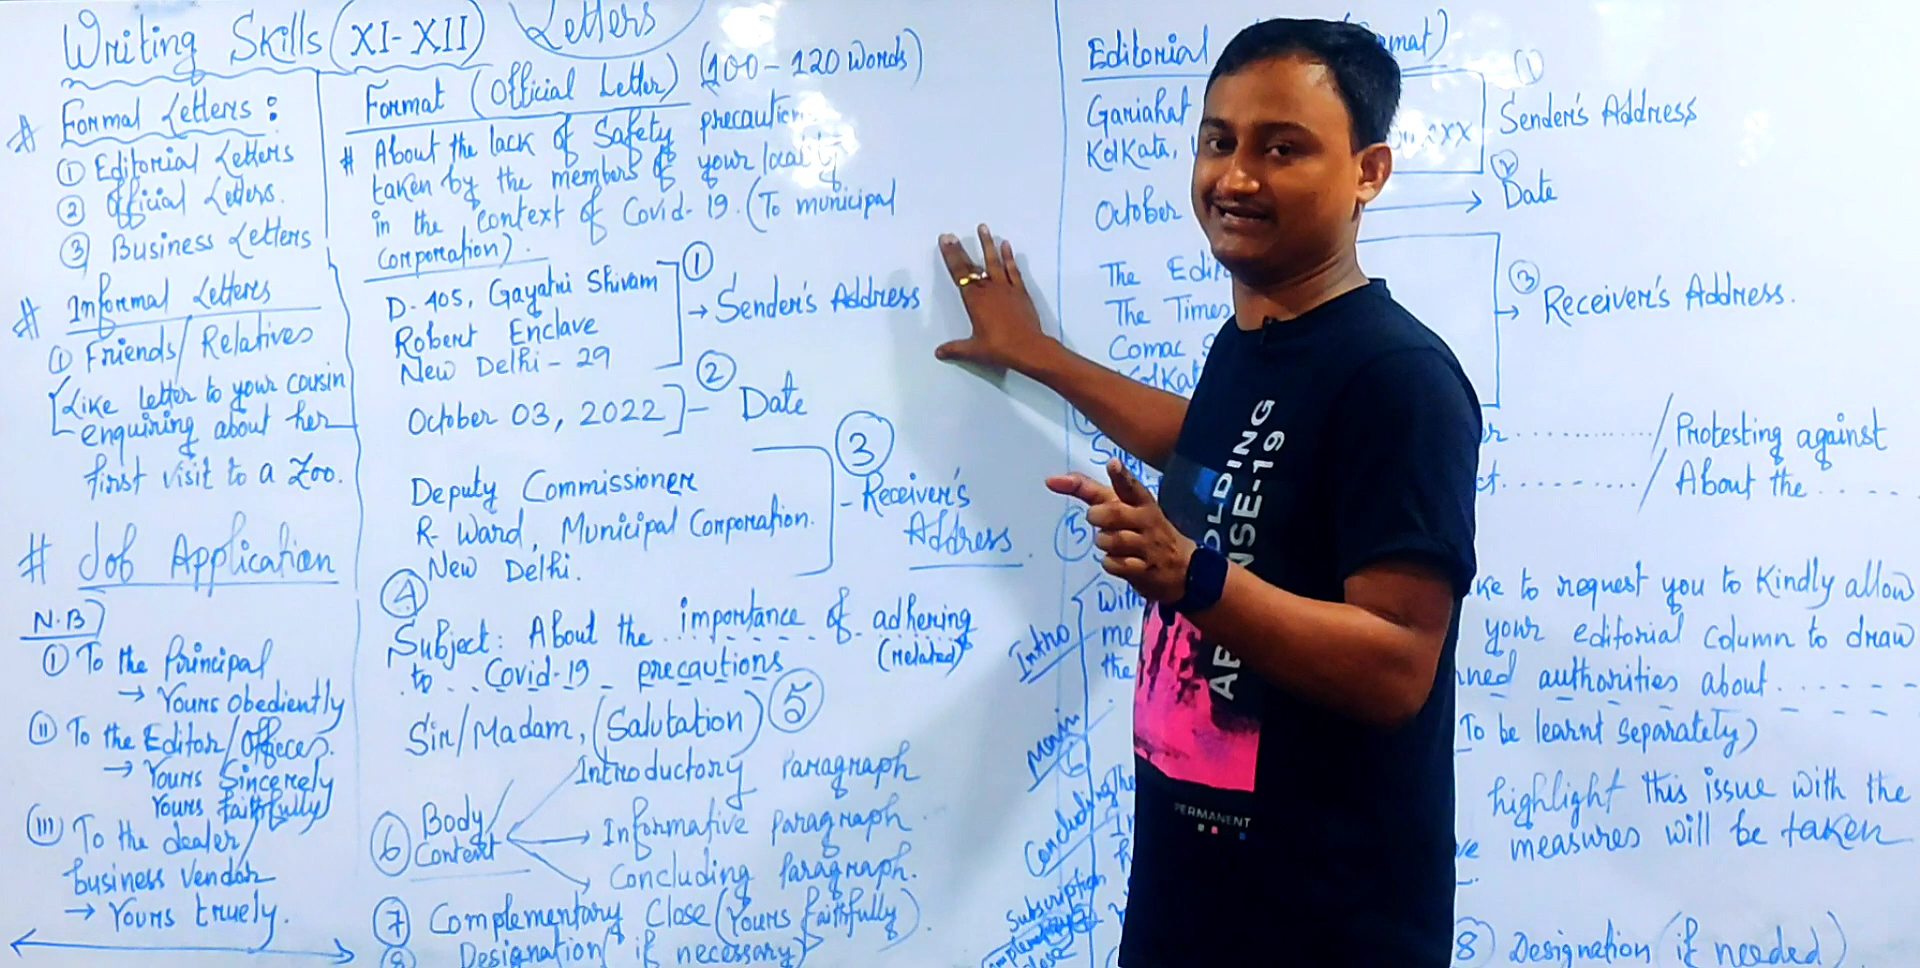 Writing Skills (XI-XII) Letters
# Formal Letters :
① Editorial Letters
② Official Letters.
③ Business Letters
# Informal Letters
① Friends/Relatives
[Like letter to your cousin
enquiring about her
first visit to a Zoo.
# Job Application
N.B)
① To the Principal
→ Yours Obediently
(ii) To the Editor/
→ Yours Sincerely
Yours faithfully
(iii) To the dealer/
business vendor
→ Yours truely.
Format (Official Letter) (100-120 Words)
# About the lack of Safety
taken by the members of your locality
in the context of Covid-19. (To municipal
Corporation).
D-405, Gayatri Shivam
Robert Enclave
New Delhi - 29
① → Sender's Address
October 03, 2022 ]- ② Date
Deputy Commissioner
R- Ward, Municipal Corporation.
New Delhi.
③ - Receiver's
Address.
④
Subject: About the importance of adhering
to Covid-19 precautions (related)
Sir/Madam, (Salutation) ⑤
⑥ Body/
Content
Introductory Paragraph
→ Informative Paragraph
Concluding Paragraph.
⑦ Complementary Close (Yours faithfully).
Designation (if necessary)
Editorial
Gariahat
Kolkata,
① Sender's Address
October → ② Date
The
The Times
Comac
③ → Receiver's Address.
/ Protesting against
/ About the
⑤
Intro
me
the
to request you to Kindly allow
your editorial column to draw
authorities about
To be learnt separately)
Main
Concluding
highlight this issue with the
measures will be taken
Subscription
8) Designation (if needed)
PERMANENT